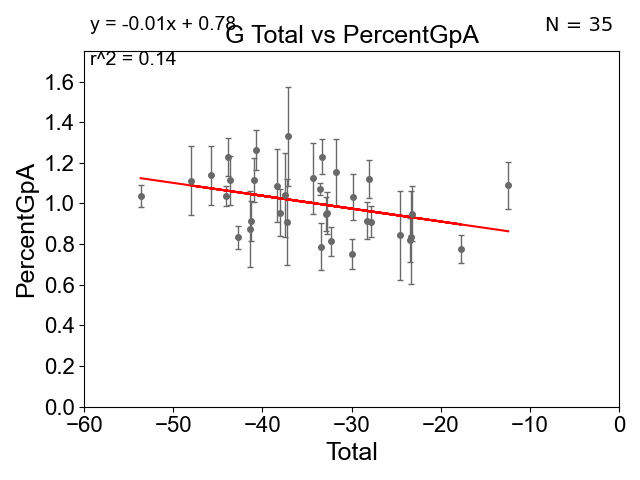 y = -0.01x + 0.78
G Total vs PercentGpA
N = 35
r^2 = 0.14
PercentGpA
1.6
1.4
1.2
1.0
0.8
0.6
0.4
0.2
0.0
−60 −50 −40 −30 −20 −10 0
Total